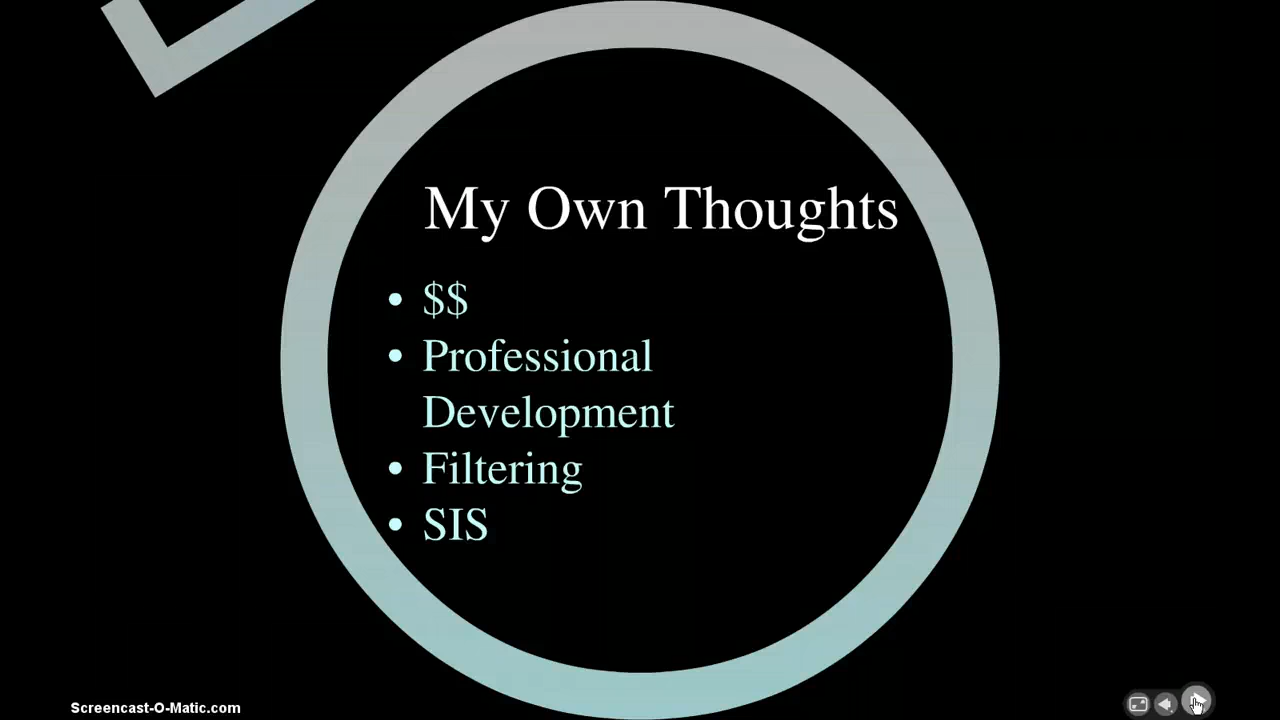 My Own Thoughts
• $$
• Professional
Development
• Filtering
• SIS
Screencast-O-Matic.com